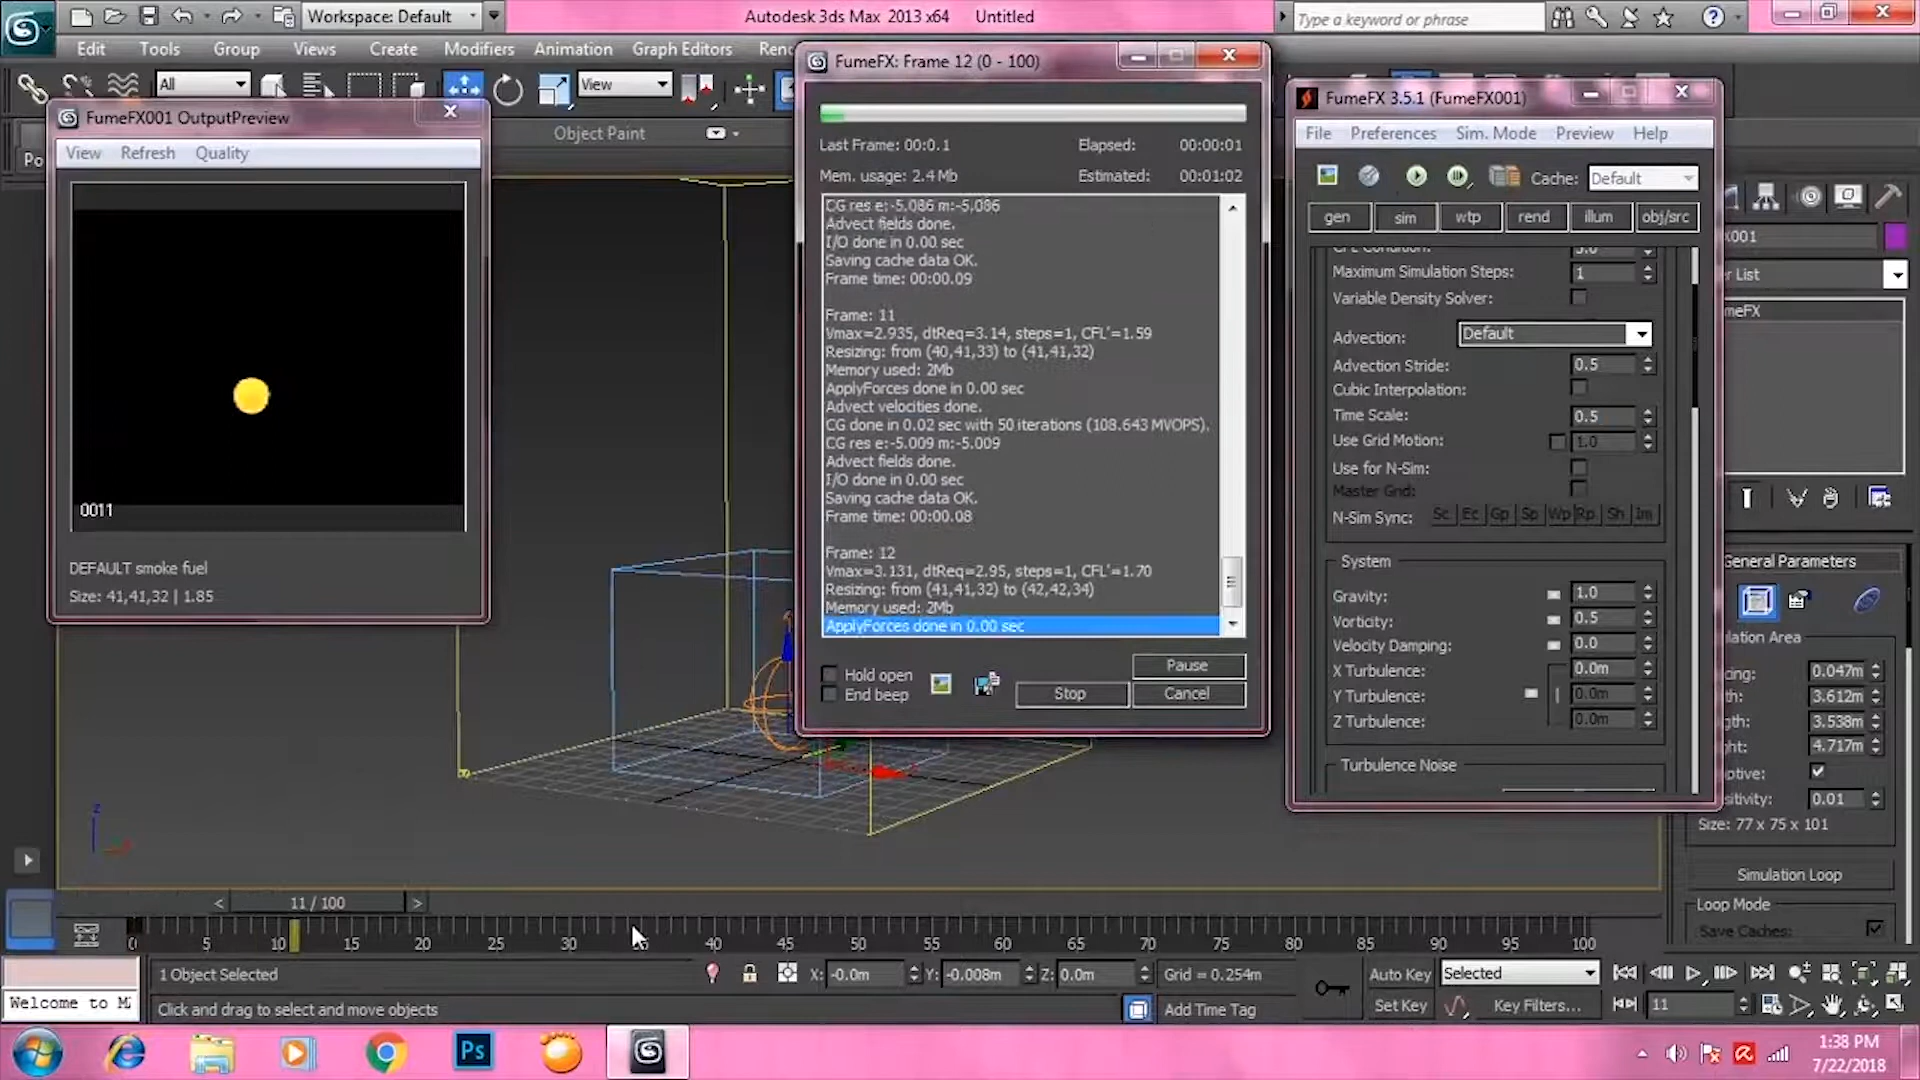 Workspace: Default
Autodesk 3ds Max 2013 x64 Untitled
Type a keyword or phrase
Edit Tools Group Views Create Modifiers Animation Graph Editors
All
View
Object Paint
Po
FumeFX001 OutputPreview
View Refresh Quality
0011
DEFAULT smoke fuel
Size: 41,41,32 | 1.85
FumeFX: Frame 12 (0 - 100)
Last Frame: 00:0.1 Elapsed: 00:00:01
Mem. usage: 2.4 Mb Estimated: 00:01:02
CG res e:-5.086 m:-5.086
Advect fields done.
I/O done in 0.00 sec
Saving cache data OK.
Frame time: 00:00.09
Frame: 11
Vmax=2.935, dtReq=3.14, steps=1, CFL'=1.59
Resizing: from (40,41,33) to (41,41,32)
Memory used: 2Mb
ApplyForces done in 0.00 sec
Advect velocities done.
CG done in 0.02 sec with 50 iterations (108.643 MVOPS).
CG res e:-5.009 m:-5.009
Advect fields done.
I/O done in 0.00 sec
Saving cache data OK.
Frame time: 00:00.08
Frame: 12
Vmax=3.131, dtReq=2.95, steps=1, CFL'=1.70
Resizing: from (41,41,32) to (42,42,34)
Memory used: 2Mb
ApplyForces done in 0.00 sec
Hold open
End beep
Pause
Stop
Cancel
FumeFX 3.5.1 (FumeFX001)
File Preferences Sim. Mode Preview Help
Cache: Default
gen sim wtp rend illum obj/src
Maximum Simulation Steps: 1
Variable Density Solver:
Advection: Default
Advection Stride: 0.5
Cubic Interpolation:
Time Scale: 0.5
Use Grid Motion: 1.0
Use for N-Sim:
Master Grid:
N-Sim Sync: Sc Ec Gp Sp Wp Rp Sh Im
System
Gravity: 1.0
Vorticity: 0.5
Velocity Damping: 0.0
X Turbulence: 0.0m
Y Turbulence: 0.0m
Z Turbulence: 0.0m
Turbulence Noise
General Parameters
0.047m
3.612m
3.538m
4.717m
0.01
Size: 77 x 75 x 101
Simulation Loop
Loop Mode
Save Caches:
z
< 11 / 100 >
0 5 10 15 20 25 30 35 40 45 50 55 60 65 70 75 80 85 90 95 100
1 Object Selected
X: -0.0m Y: -0.008m Z: 0.0m Grid = 0.254m
Auto Key Selected
Welcome to M
Click and drag to select and move objects
Add Time Tag
Set Key Key Filters...
11
Ps
1:38 PM
7/22/2018